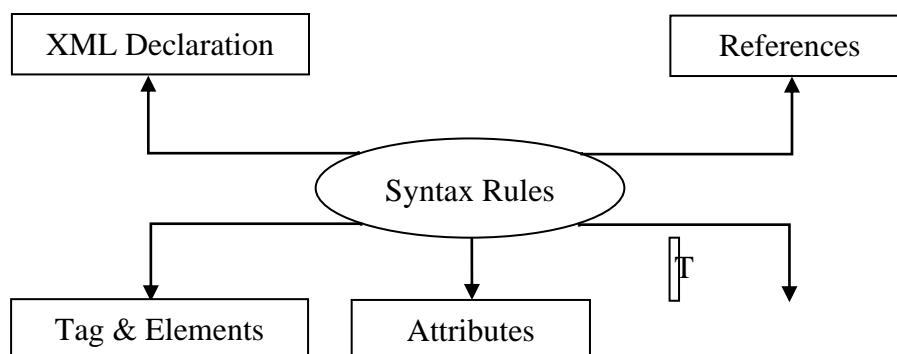 XML Declaration
References
Syntax Rules
T
Tag & Elements
Attributes